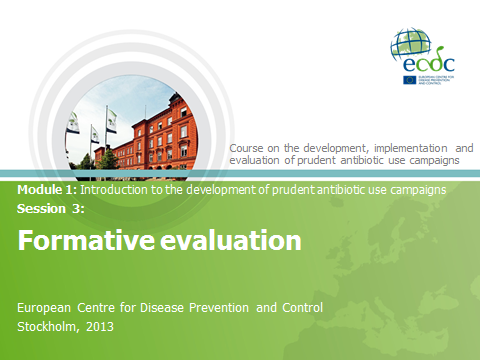 ecdc
EUROPEAN CENTRE FOR
DISEASE PREVENTION
AND CONTROL
Course on the development, implementation and
evaluation of prudent antibiotic use campaigns
Module 1: Introduction to the development of prudent antibiotic use campaigns
Session 3:
Formative evaluation
European Centre for Disease Prevention and Control
Stockholm, 2013